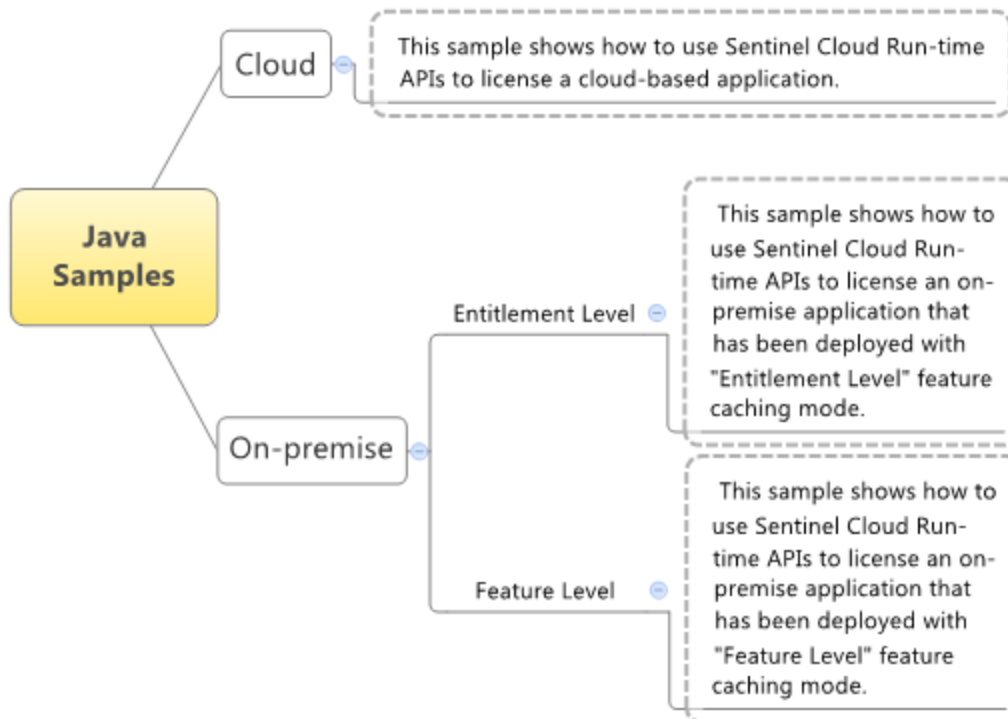 Cloud
This sample shows how to use Sentinel Cloud Run-time
APIs to license a cloud-based application.
Java
Samples
Entitlement Level
This sample shows how to
use Sentinel Cloud Run-
time APIs to license an on-
premise application that
has been deployed with
"Entitlement Level" feature
caching mode.
On-premise
Feature Level
This sample shows how to
use Sentinel Cloud Run-
time APIs to license an on-
premise application that
has been deployed with
"Feature Level" feature
caching mode.